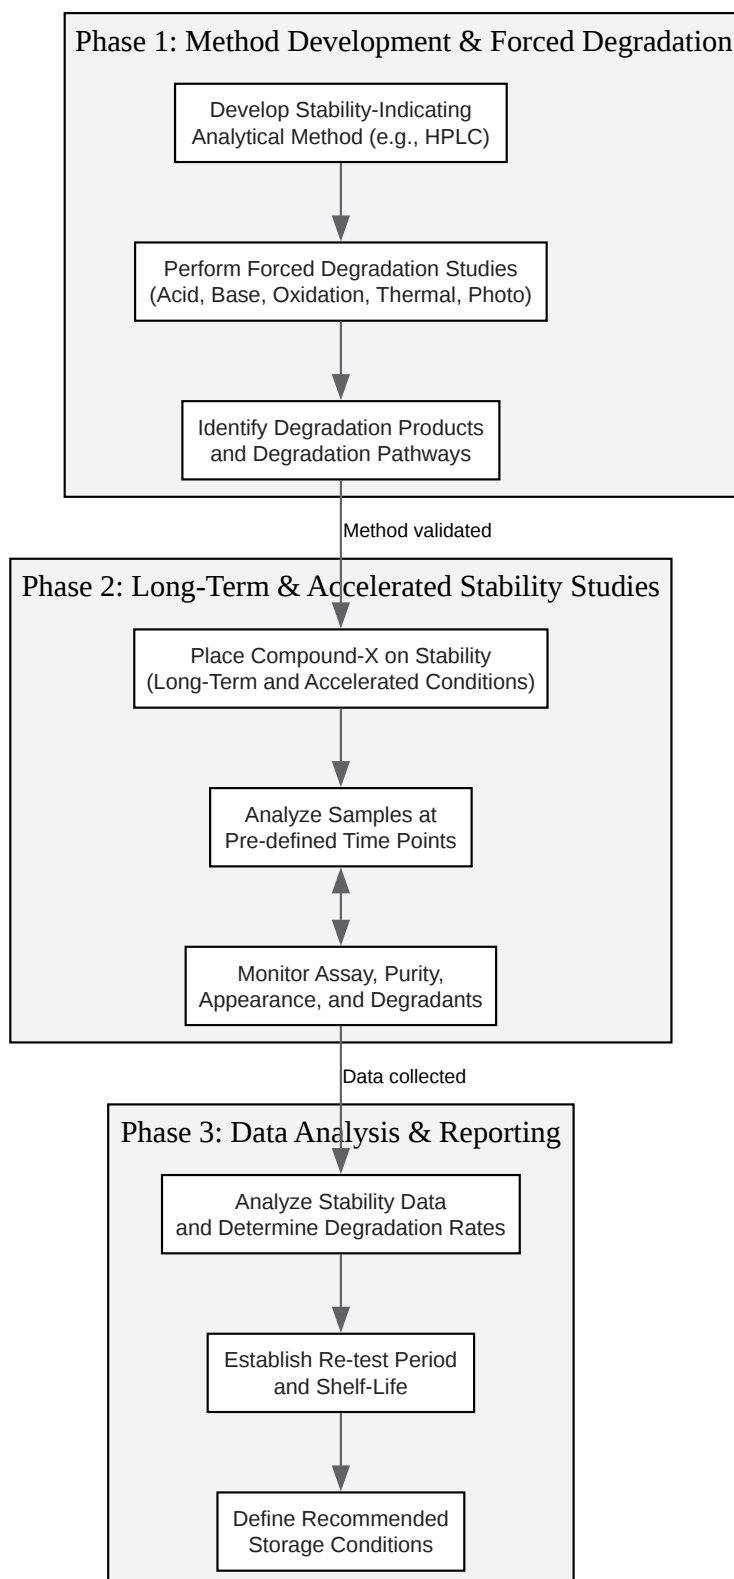 Phase 1: Method Development & Forced Degradation
Develop Stability-Indicating
Analytical Method (e.g., HPLC)
Perform Forced Degradation Studies
(Acid, Base, Oxidation, Thermal, Photo)
Identify Degradation Products
and Degradation Pathways
Method validated
Phase 2: Long-Term & Accelerated Stability Studies
Place Compound-X on Stability
(Long-Term and Accelerated Conditions)
Analyze Samples at
Pre-defined Time Points
Monitor Assay, Purity,
Appearance, and Degradants
Data collected
Phase 3: Data Analysis & Reporting
Analyze Stability Data
and Determine Degradation Rates
Establish Re-test Period
and Shelf-Life
Define Recommended
Storage Conditions